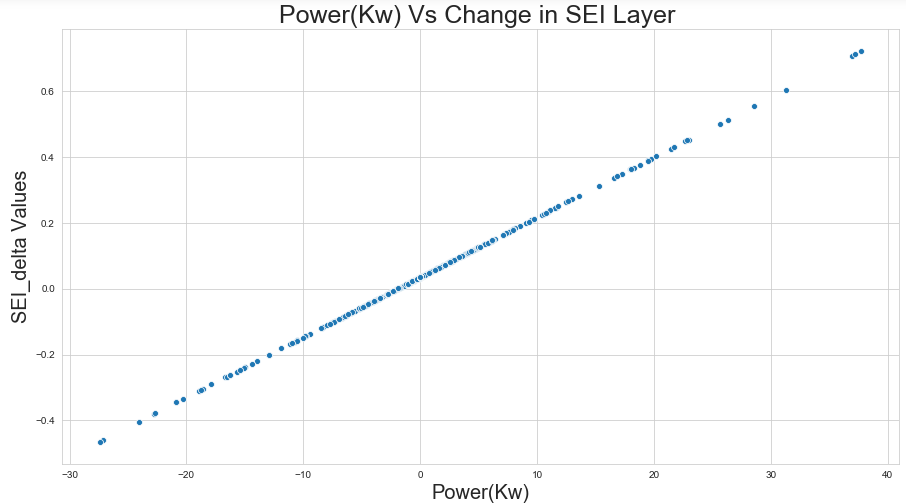 Power(Kw) Vs Change in SEI Layer
SEI_delta Values
0.6
0.4
0.2
0.0
−0.2
−0.4
−30 −20 −10 0 10 20 30 40
Power(Kw)